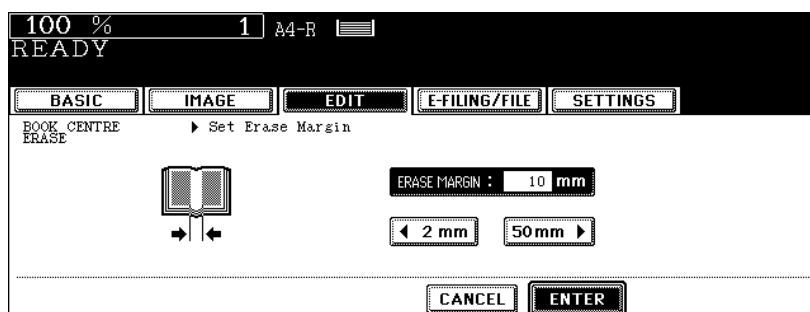 100 % 1 A4-R
READY
BASIC IMAGE EDIT E-FILING/FILE SETTINGS
BOOK CENTRE ERASE
Set Erase Margin
ERASE MARGIN : 10 mm
2 mm 50mm
CANCEL ENTER